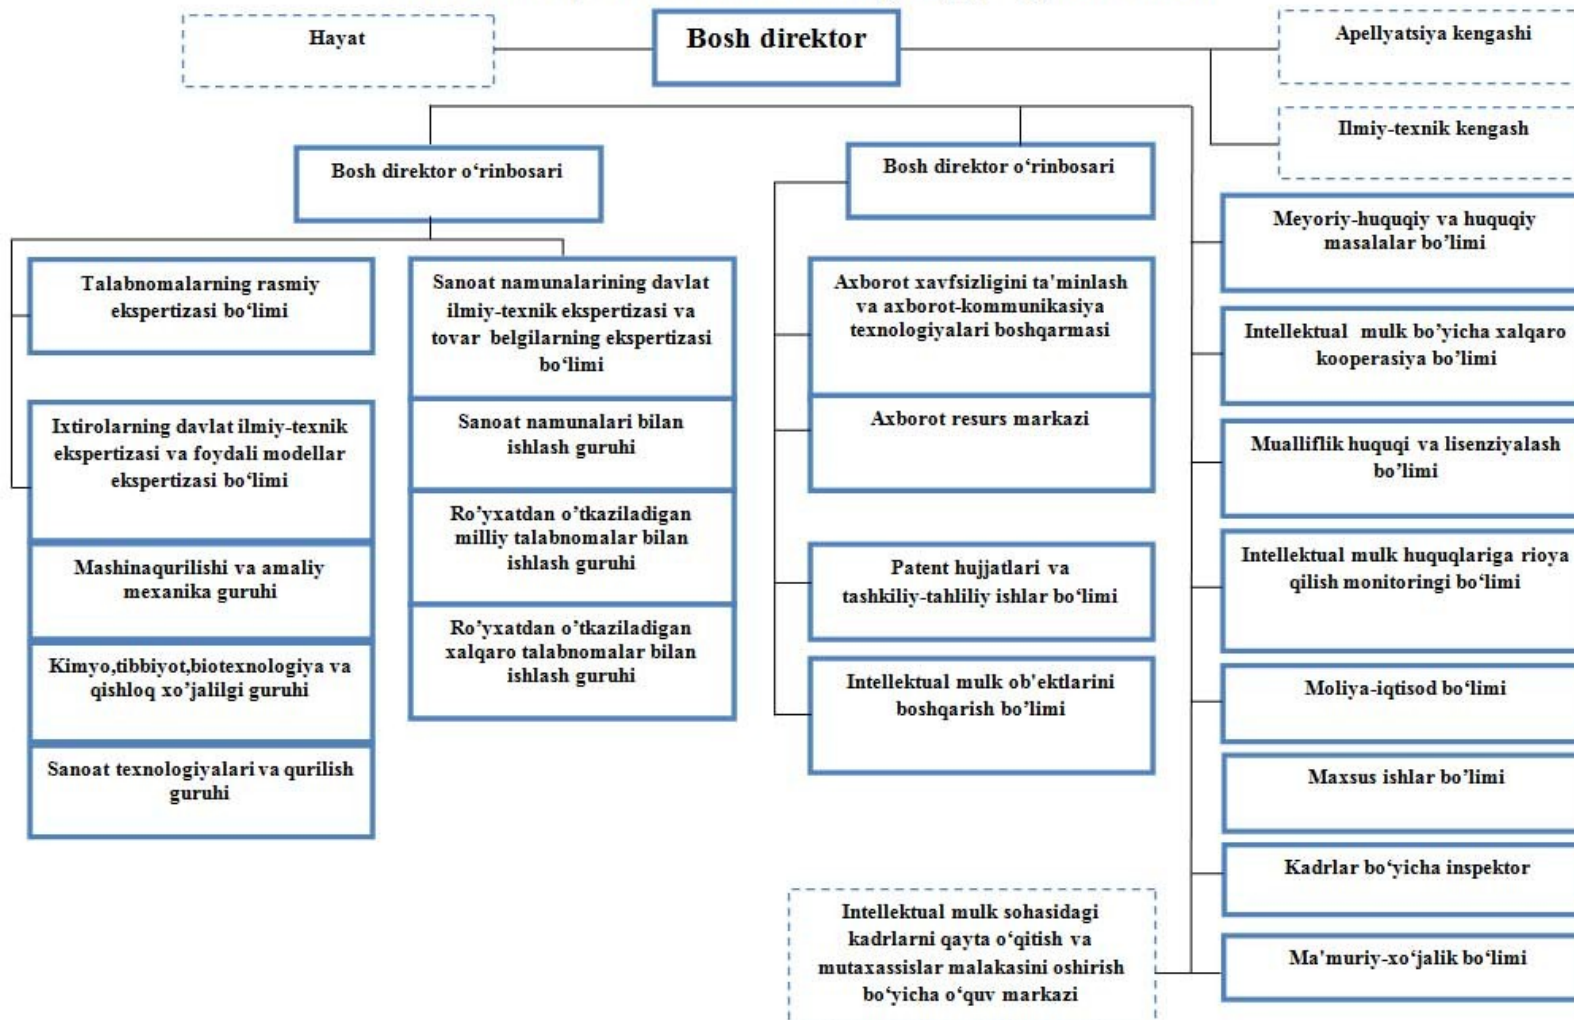 Hayat
Bosh direktor
Apellyatsiya kengashi
Ilmiy-texnik kengash
Bosh direktor o‘rinbosari
Bosh direktor o‘rinbosari
Talabnomalarning rasmiy
ekspertizasi bo‘limi
Ixtirolarning davlat ilmiy-texnik
ekspertizasi va foydali modellar
ekspertizasi bo‘limi
Mashinaqurilishi va amaliy
mexanika guruhi
Kimyo,tibbiyot,biotexnologiya va
qishloq xo’jalilgi guruhi
Sanoat texnologiyalari va qurilish
guruhi
Sanoat namunalarining davlat
ilmiy-texnik ekspertizasi va
tovar belgilarning ekspertizasi
bo‘limi
Sanoat namunalari bilan
ishlash guruhi
Ro’yxatdan o’tkaziladigan
milliy talabnomalar bilan
ishlash guruhi
Ro’yxatdan o’tkaziladigan
xalqaro talabnomalar bilan
ishlash guruhi
Axborot xavfsizligini ta'minlash
va axborot-kommunikasiya
texnologiyalari boshqarmasi
Axborot resurs markazi
Patent hujjatlari va
tashkiliy-tahliliy ishlar bo‘limi
Intellektual mulk ob'ektlarini
boshqarish bo’limi
Meyoriy-huquqiy va huquqiy
masalalar bo’limi
Intellektual mulk bo’yicha xalqaro
kooperasiya bo‘limi
Mualliflik huquqi va lisenziyalash
bo’limi
Intellektual mulk huquqlariga rioya
qilish monitoringi bo‘limi
Moliya-iqtisod bo‘limi
Maxsus ishlar bo’limi
Kadrlar bo‘yicha inspektor
Ma'muriy-xo‘jalik bo‘limi
Intellektual mulk sohasidagi
kadrlarni qayta o‘qitish va
mutaxassislar malakasini oshirish
bo‘yicha o‘quv markazi